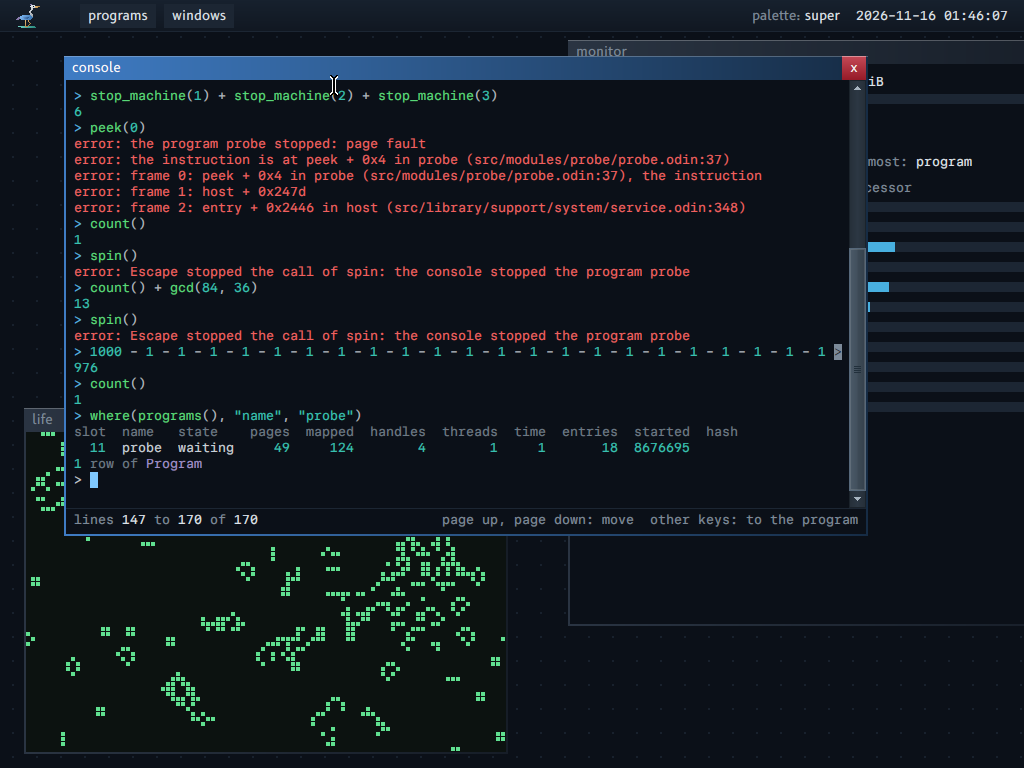 programs windows palette: super 2026-11-16 01:46:07
monitor
console x
iB
> stop_machine(1) + stop_machine(2) + stop_machine(3)
6
> peek(0)
error: the program probe stopped: page fault
error: the instruction is at peek + 0x4 in probe (src/modules/probe/probe.odin:37)
most: program
error: frame 0: peek + 0x4 in probe (src/modules/probe/probe.odin:37), the instruction
error: frame 1: host + 0x247d
cessor
error: frame 2: entry + 0x2446 in host (src/library/support/system/service.odin:348)
> count()
1
> spin()
error: Escape stopped the call of spin: the console stopped the program probe
> count() + gcd(84, 36)
13
> spin()
error: Escape stopped the call of spin: the console stopped the program probe
> 1000 - 1 - 1 - 1 - 1 - 1 - 1 - 1 - 1 - 1 - 1 - 1 - 1 - 1 - 1 - 1 - 1 - 1 - 1 - 1 - 1 - 1 - 1 >
976
> count()
1
> where(programs(), "name", "probe")
life
slot name state pages mapped handles threads time entries started hash
11 probe waiting 49 124 4 1 1 18 8676695
1 row of Program
>
lines 147 to 170 of 170 page up, page down: move other keys: to the program